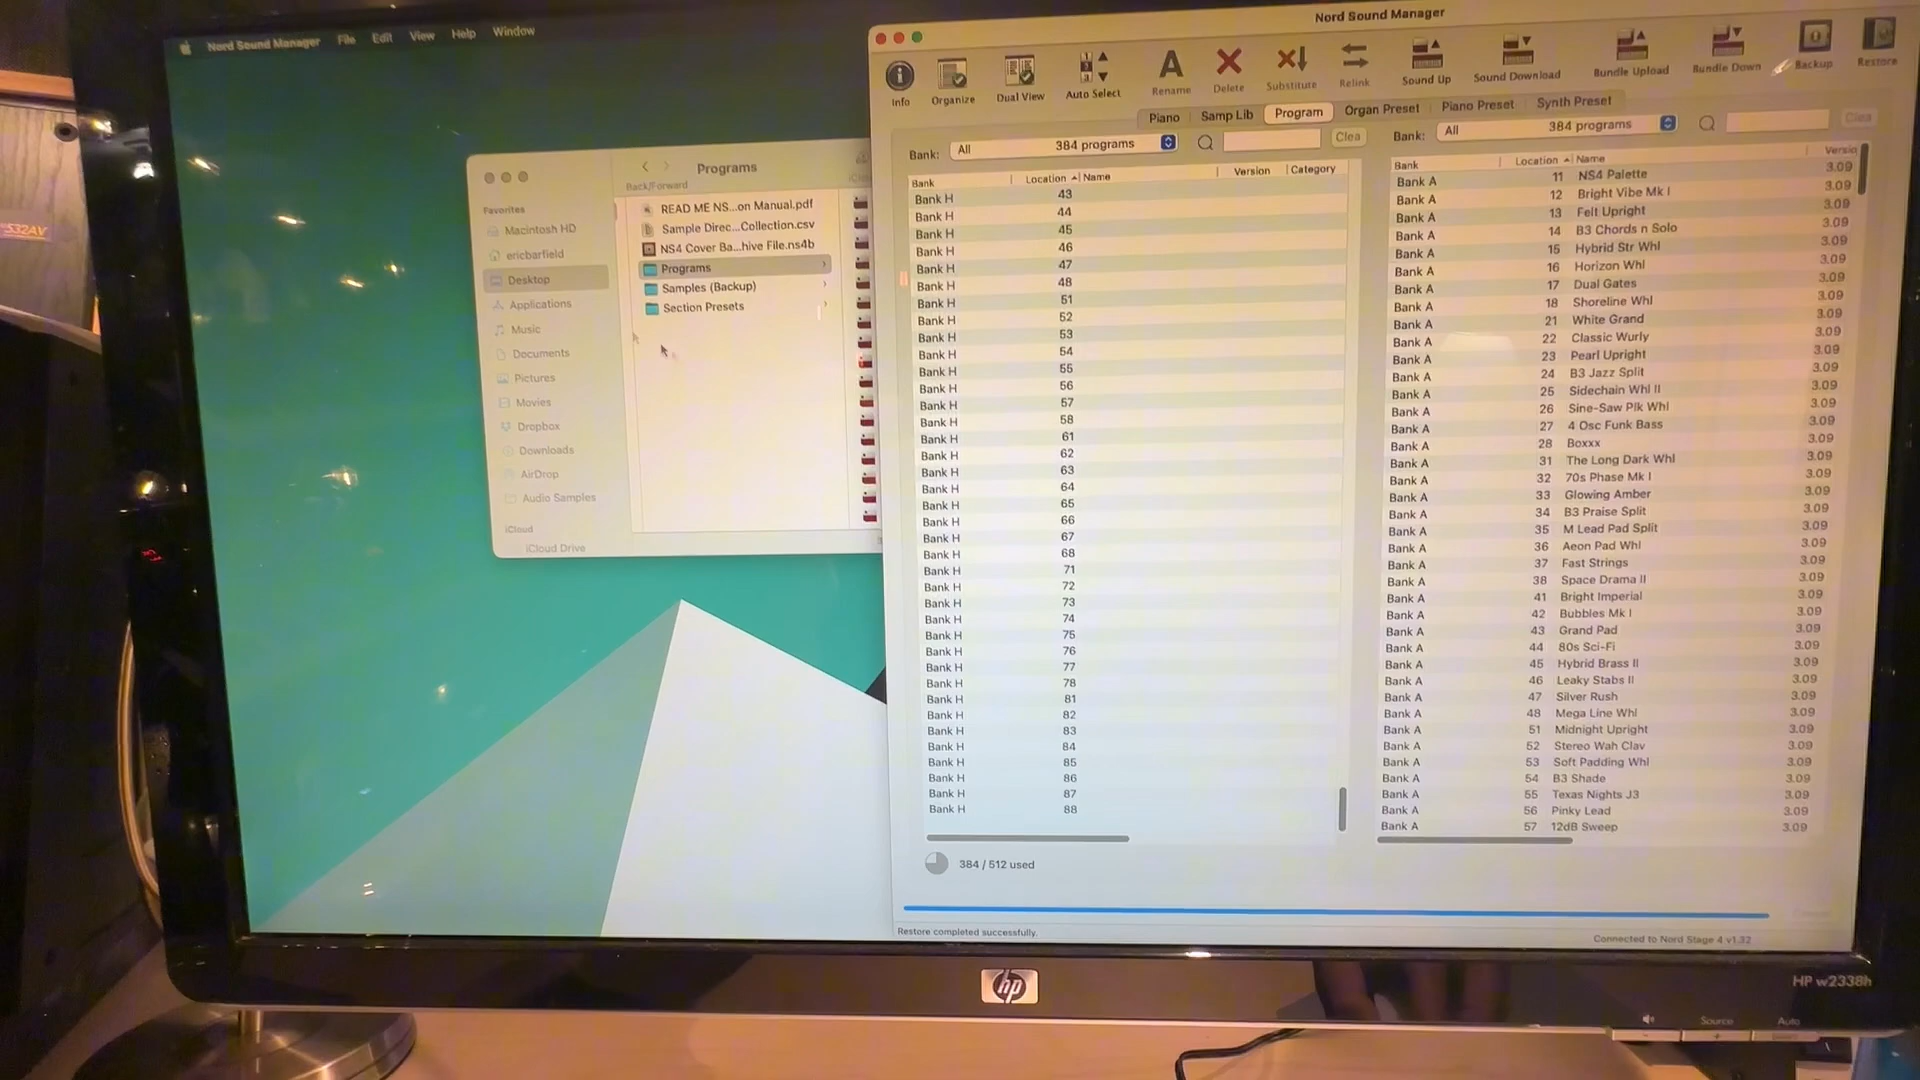 Nord Sound Manager File Edit View Help Window
Nord Sound Manager
Info Organize Dual View Auto Select Rename Delete Substitute Relink Sound Up Sound Download Bundle Upload Bundle Down Backup Restore
Piano Samp Lib Program Organ Preset Piano Preset Synth Preset
Bank: All 384 programs Clea
Bank: All 384 programs Clea
Bank Location Name Version Category
Bank H 43
Bank H 44
Bank H 45
Bank H 46
Bank H 47
Bank H 48
Bank H 51
Bank H 52
Bank H 53
Bank H 54
Bank H 55
Bank H 56
Bank H 57
Bank H 58
Bank H 61
Bank H 62
Bank H 63
Bank H 64
Bank H 65
Bank H 66
Bank H 67
Bank H 68
Bank H 71
Bank H 72
Bank H 73
Bank H 74
Bank H 75
Bank H 76
Bank H 77
Bank H 78
Bank H 81
Bank H 82
Bank H 83
Bank H 84
Bank H 85
Bank H 86
Bank H 87
Bank H 88
384 / 512 used
Restore completed successfully.
Bank Location Name Versio
Bank A 11 NS4 Palette 3.09
Bank A 12 Bright Vibe Mk I 3.09
Bank A 13 Felt Upright 3.09
Bank A 14 B3 Chords n Solo 3.09
Bank A 15 Hybrid Str Whl 3.09
Bank A 16 Horizon Whl 3.09
Bank A 17 Dual Gates 3.09
Bank A 18 Shoreline Whl 3.09
Bank A 21 White Grand 3.09
Bank A 22 Classic Wurly 3.09
Bank A 23 Pearl Upright 3.09
Bank A 24 B3 Jazz Split 3.09
Bank A 25 Sidechain Whl II 3.09
Bank A 26 Sine-Saw Plk Whl 3.09
Bank A 27 4 Osc Funk Bass 3.09
Bank A 28 Boxxx 3.09
Bank A 31 The Long Dark Whl 3.09
Bank A 32 70s Phase Mk I 3.09
Bank A 33 Glowing Amber 3.09
Bank A 34 B3 Praise Split 3.09
Bank A 35 M Lead Pad Split 3.09
Bank A 36 Aeon Pad Whl 3.09
Bank A 37 Fast Strings 3.09
Bank A 38 Space Drama II 3.09
Bank A 41 Bright Imperial 3.09
Bank A 42 Bubbles Mk I 3.09
Bank A 43 Grand Pad 3.09
Bank A 44 80s Sci-Fi 3.09
Bank A 45 Hybrid Brass II 3.09
Bank A 46 Leaky Stabs II 3.09
Bank A 47 Silver Rush 3.09
Bank A 48 Mega Line Whl 3.09
Bank A 51 Midnight Upright 3.09
Bank A 52 Stereo Wah Clav 3.09
Bank A 53 Soft Padding Whl 3.09
Bank A 54 B3 Shade 3.09
Bank A 55 Texas Nights J3 3.09
Bank A 56 Pinky Lead 3.09
Bank A 57 12dB Sweep 3.09
Connected to Nord Stage 4 v1.32
Programs
Back/Forward
Favorites
Macintosh HD
ericbarfield
Desktop
Applications
Music
Documents
Pictures
Movies
Dropbox
Downloads
AirDrop
Audio Samples
iCloud
iCloud Drive
READ ME NS...on Manual.pdf
Sample Direc...Collection.csv
NS4 Cover Ba...hive File.ns4b
Programs
Samples (Backup)
Section Presets
hp
HP w2338h
Source Auto